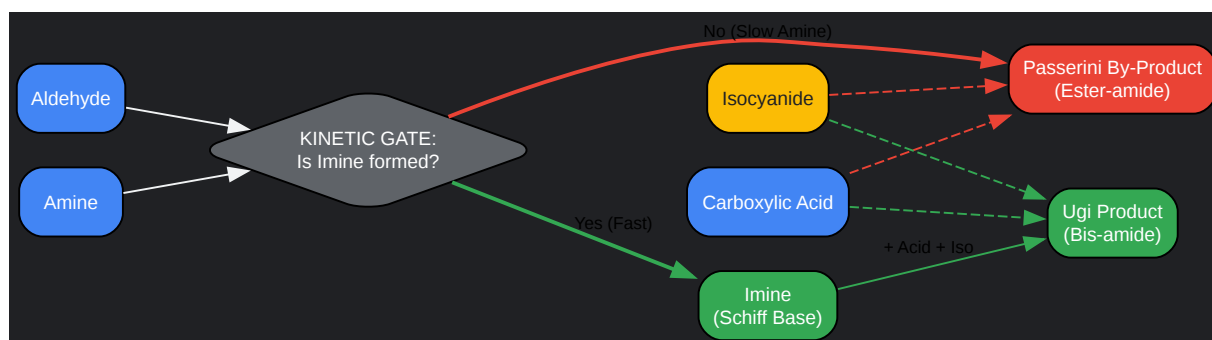 No (Slow Amine)
Aldehyde
Isocyanide
Passerini By-Product
(Ester-amide)
KINETIC GATE:
Is Imine formed?
Amine
Carboxylic Acid
Ugi Product
(Bis-amide)
Yes (Fast)
+ Acid + Iso
Imine
(Schiff Base)